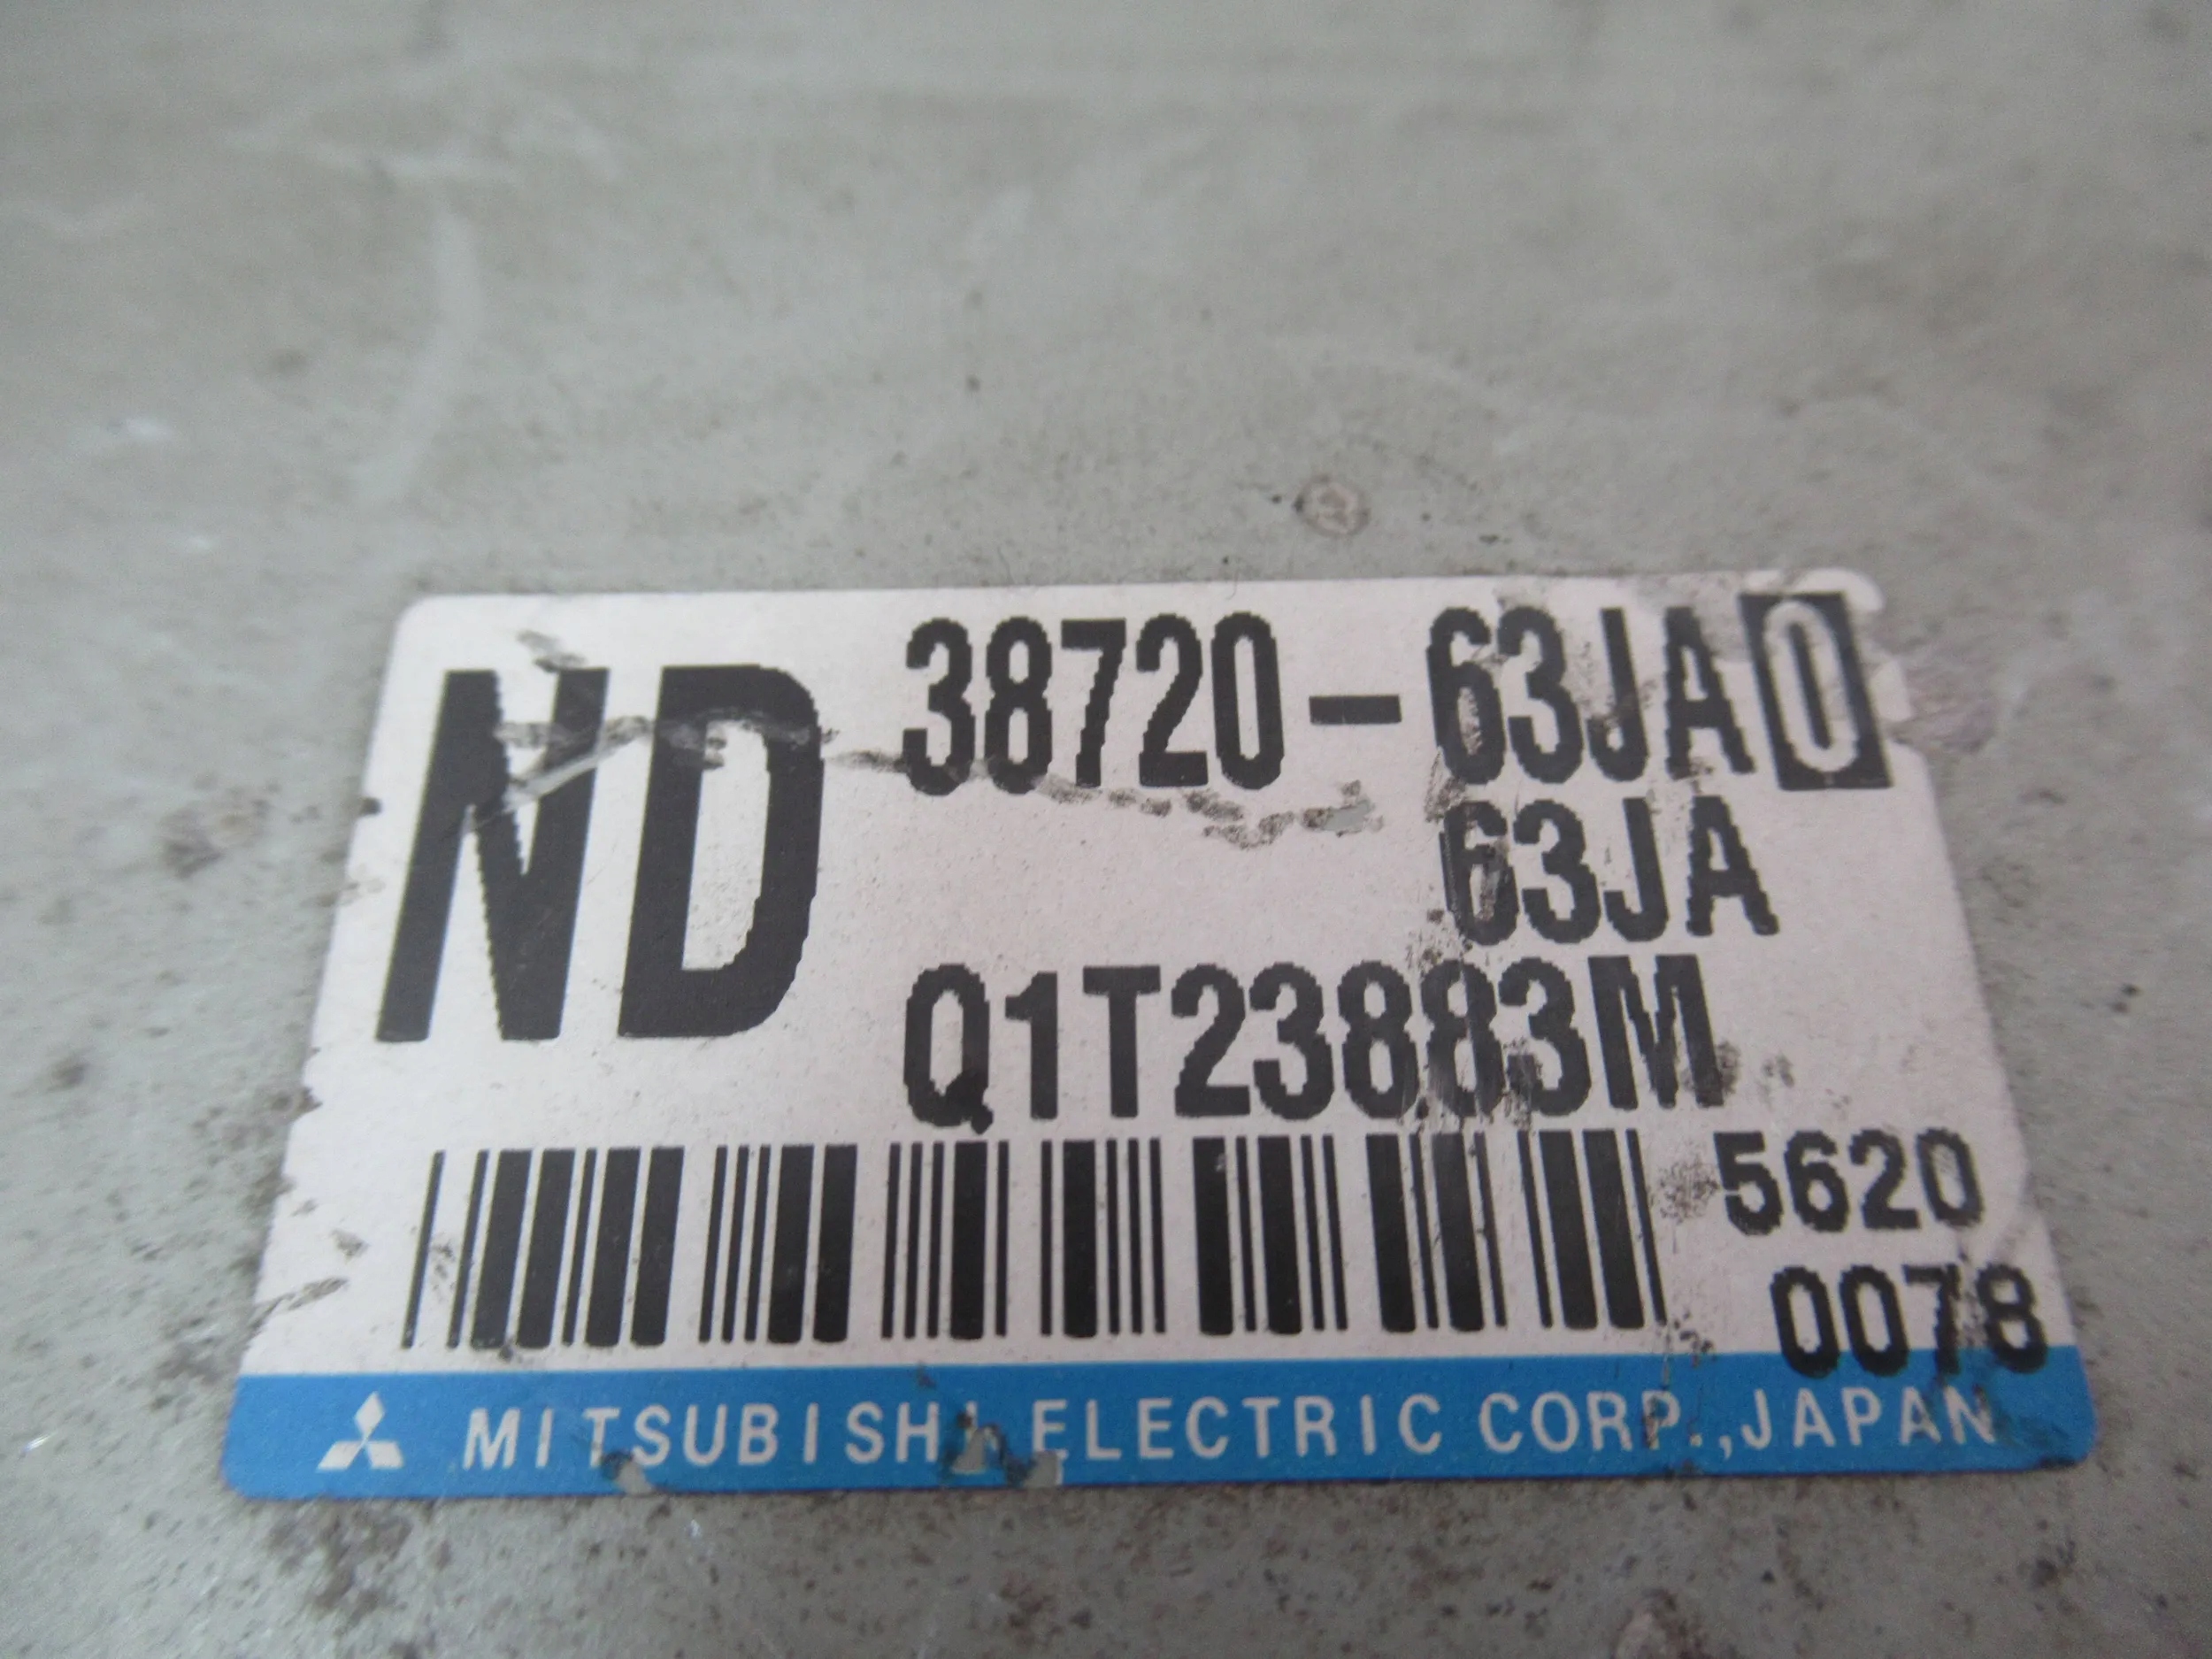 ND
38720-63JA0
63JA
Q1T23883M
5620
0078
MITSUBISHI ELECTRIC CORP.,JAPAN